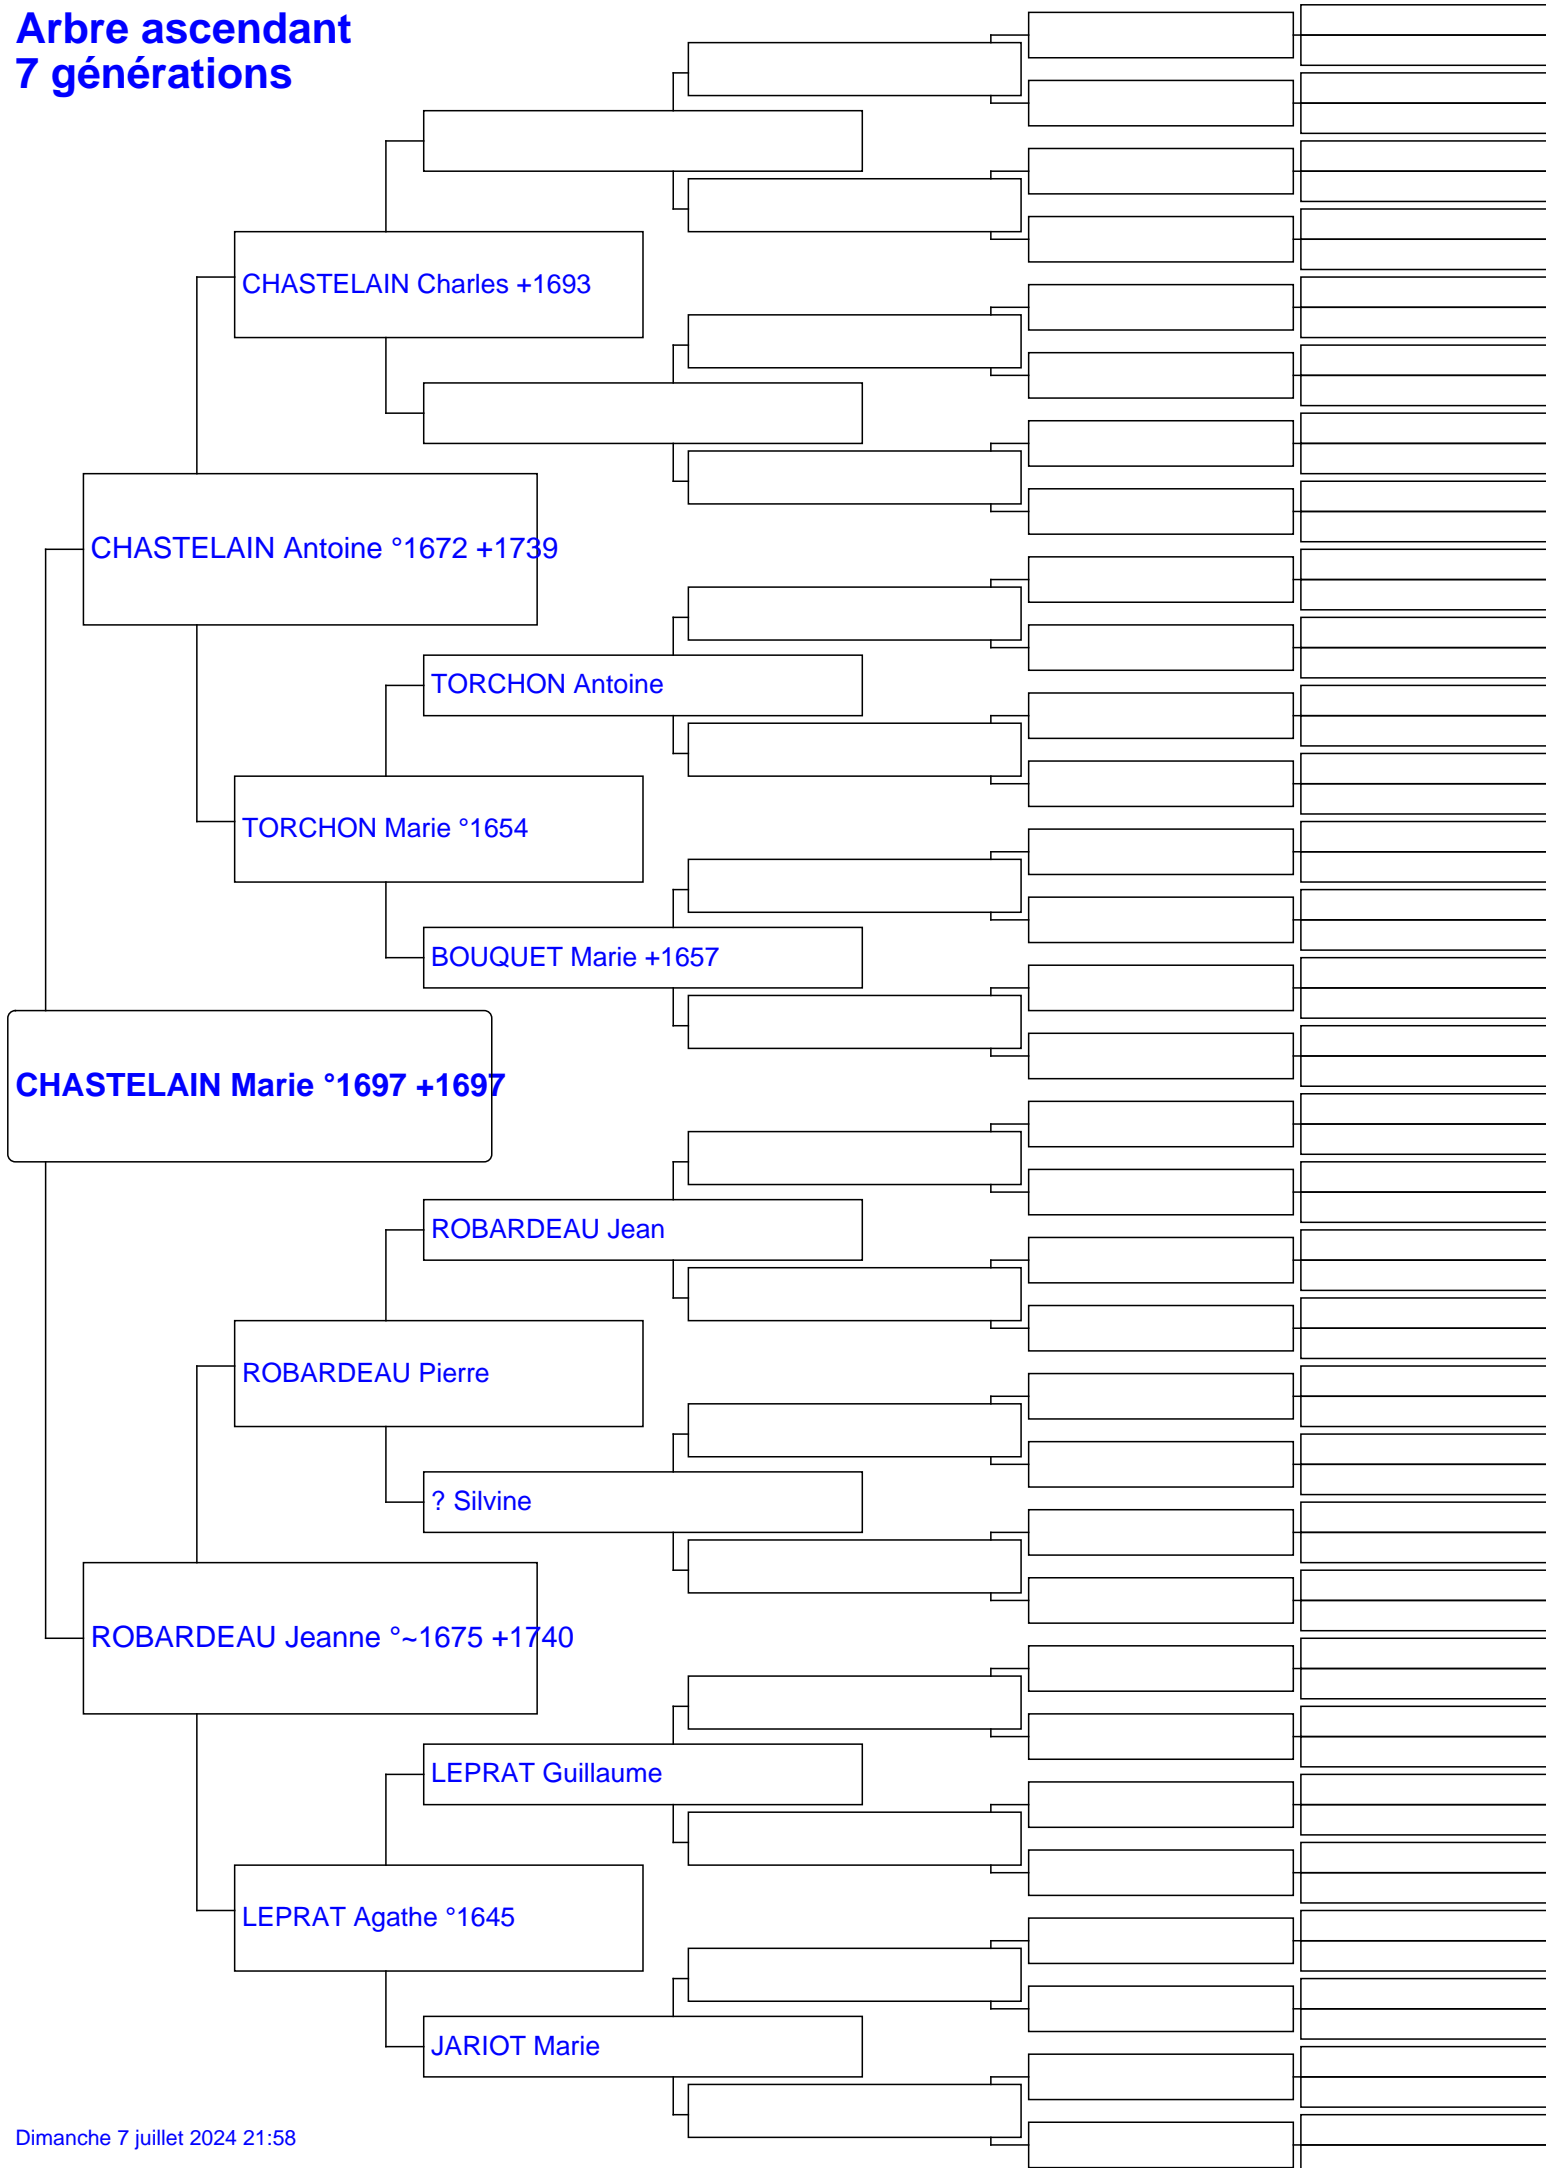 Arbre ascendant
7 générations
CHASTELAIN Charles +1693
CHASTELAIN Antoine °1672 +1739
TORCHON Antoine
TORCHON Marie °1654
BOUQUET Marie +1657
CHASTELAIN Marie °1697 +1697
ROBARDEAU Jean
ROBARDEAU Pierre
? Silvine
ROBARDEAU Jeanne °~1675 +1740
LEPRAT Guillaume
LEPRAT Agathe °1645
JARIOT Marie
Dimanche 7 juillet 2024 21:58